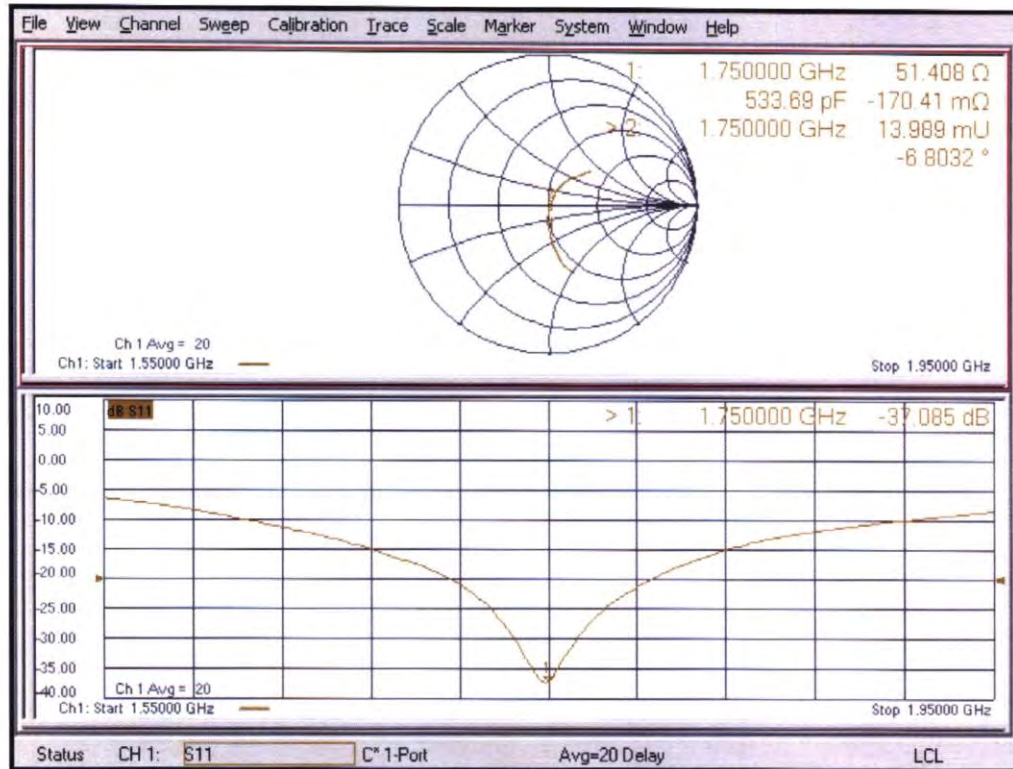 File View Channel Sweep Calibration Trace Scale Marker System Window Help
1: 1.750000 GHz 51.408 Ω
533.69 pF -170.41 mΩ
> 2: 1.750000 GHz 13.989 mU
-6.8032 °
Ch 1 Avg = 20
Ch1: Start 1.55000 GHz Stop 1.95000 GHz
10.00 dB S11 > 1: 1.750000 GHz -37.085 dB
5.00
0.00
-5.00
-10.00
-15.00
-20.00
-25.00
-30.00
-35.00
-40.00 Ch 1 Avg = 20
1
Ch1: Start 1.55000 GHz Stop 1.95000 GHz
Status CH 1: S11 C* 1-Port Avg=20 Delay LCL